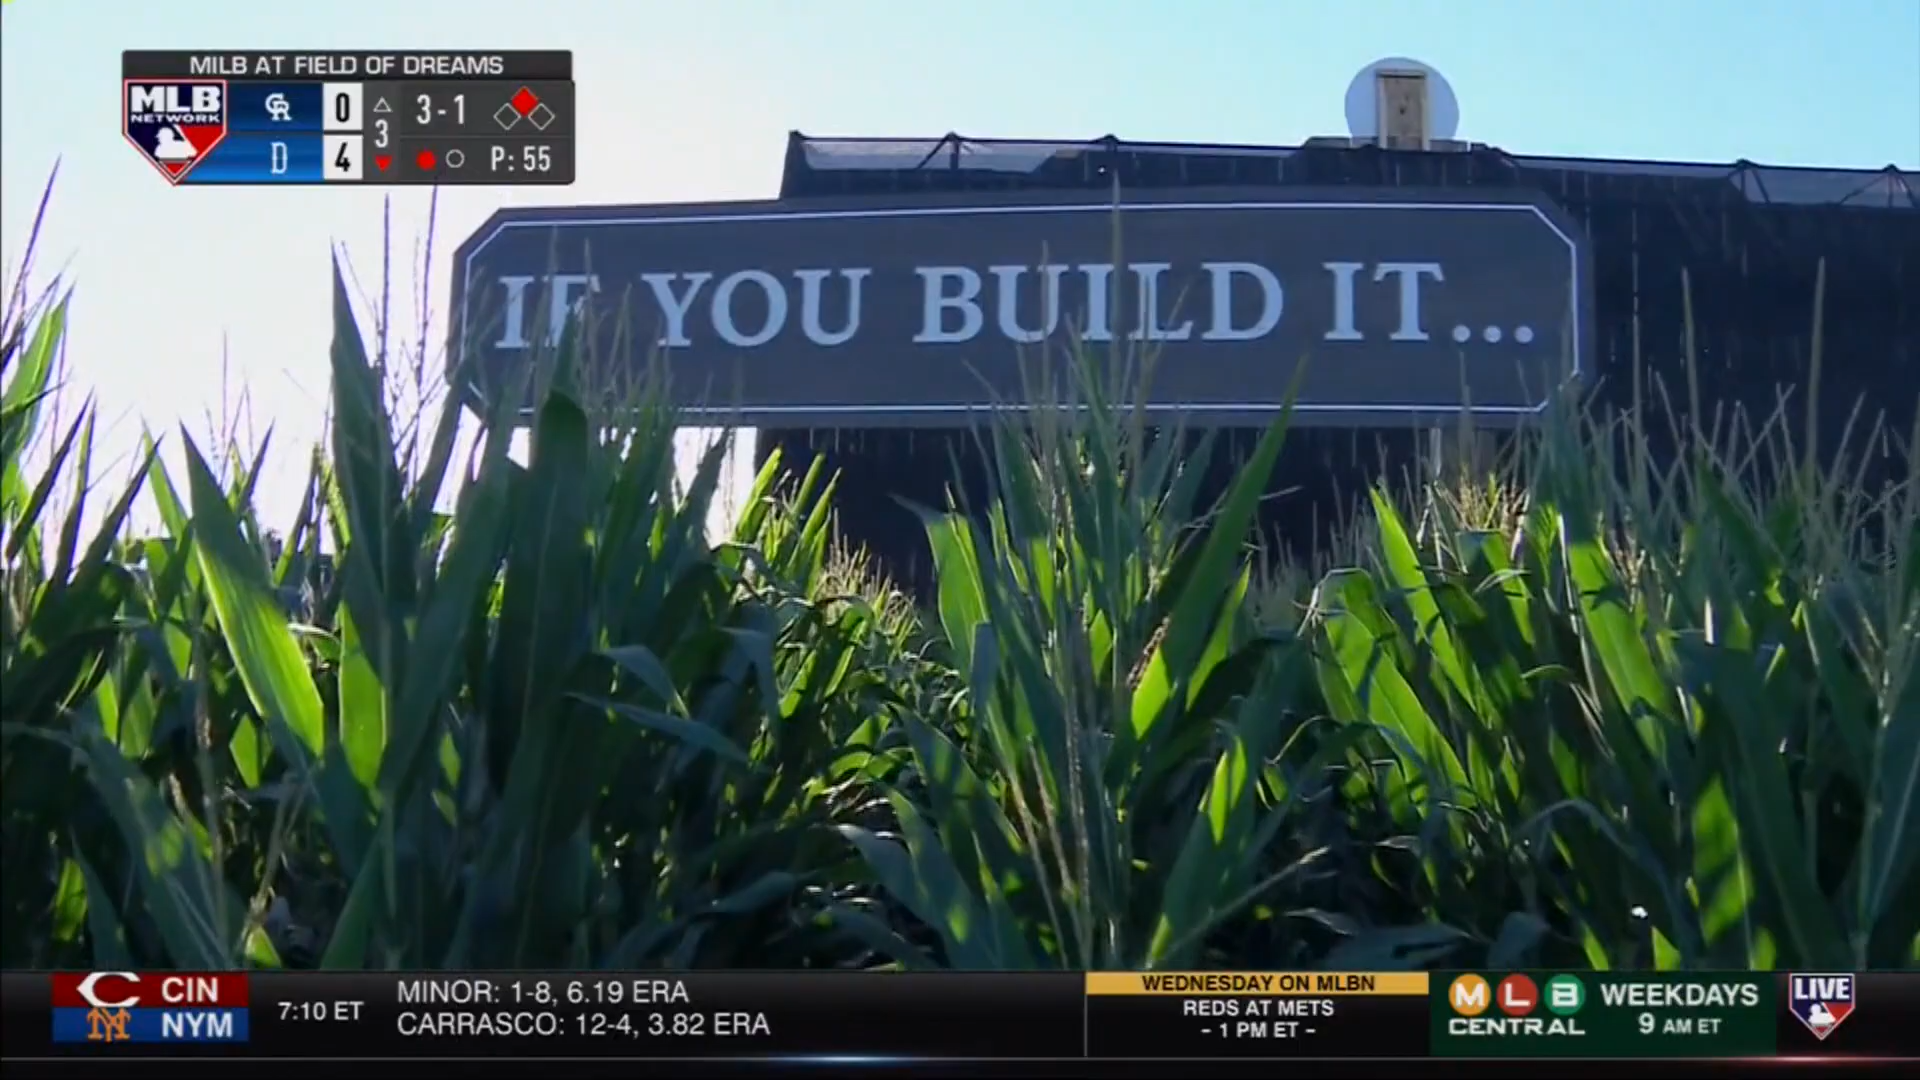 MILB AT FIELD OF DREAMS
MLB
NETWORK
CR 0
D 4
3
3 - 1
P: 55
IF YOU BUILD IT...
CIN
NYM
7:10 ET
MINOR: 1-8, 6.19 ERA
CARRASCO: 12-4, 3.82 ERA
WEDNESDAY ON MLBN
REDS AT METS
- 1 PM ET -
MLB
CENTRAL
WEEKDAYS
9 AM ET
LIVE